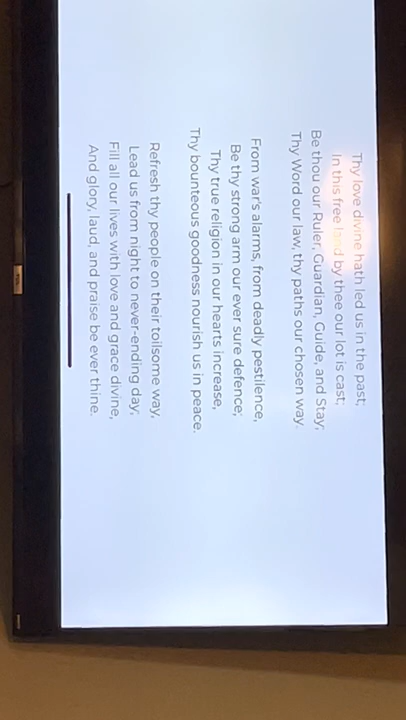 Thy love divine hath led us in the past;
In this free land by thee our lot is cast;
Be thou our Ruler, Guardian, Guide, and Stay;
Thy Word our law, thy paths our chosen way.
From war's alarms, from deadly pestilence,
Be thy strong arm our ever sure defence;
Thy true religion in our hearts increase,
Thy bounteous goodness nourish us in peace.
Refresh thy people on their toilsome way,
Lead us from night to never-ending day;
Fill all our lives with love and grace divine,
And glory, laud, and praise be ever thine.